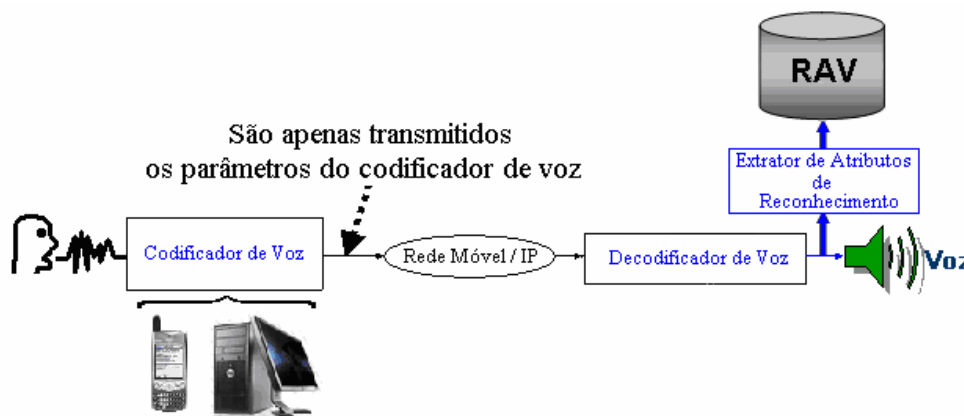 RAV
São apenas transmitidos
os parâmetros do codificador de voz
Extrator de Atributos
de
Reconhecimento
Codificador de Voz
Rede Móvel / IP
Decodificador de Voz
Voz